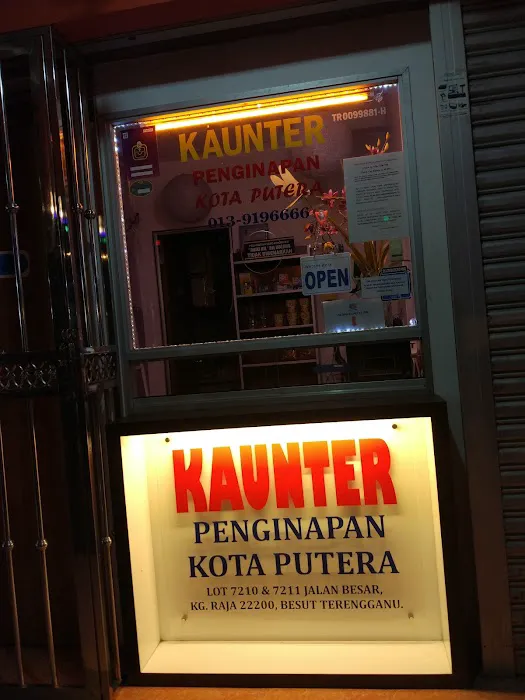 TR0099881-H
KAUNTER
PENGINAPAN
KOTA PUTERA
013-9196666
OPEN
KAUNTER
PENGINAPAN
KOTA PUTERA
LOT 7210 & 7211 JALAN BESAR,
KG. RAJA 22200, BESUT TERENGGANU.